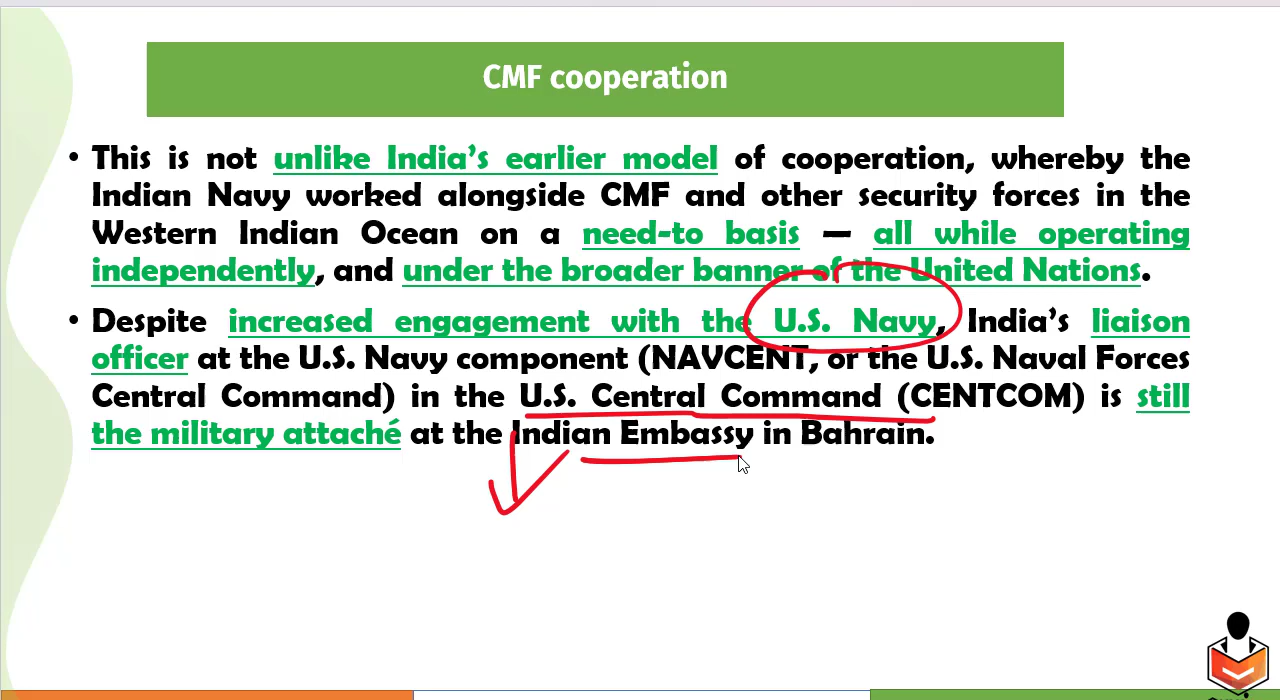 CMF cooperation
• This is not unlike India's earlier model of cooperation, whereby the
Indian Navy worked alongside CMF and other security forces in the
Western Indian Ocean on a need-to basis — all while operating
independently, and under the broader banner of the United Nations.
• Despite increased engagement with the U.S. Navy, India's liaison
officer at the U.S. Navy component (NAVCENT, or the U.S. Naval Forces
Central Command) in the U.S. Central Command (CENTCOM) is still
the military attaché at the Indian Embassy in Bahrain.